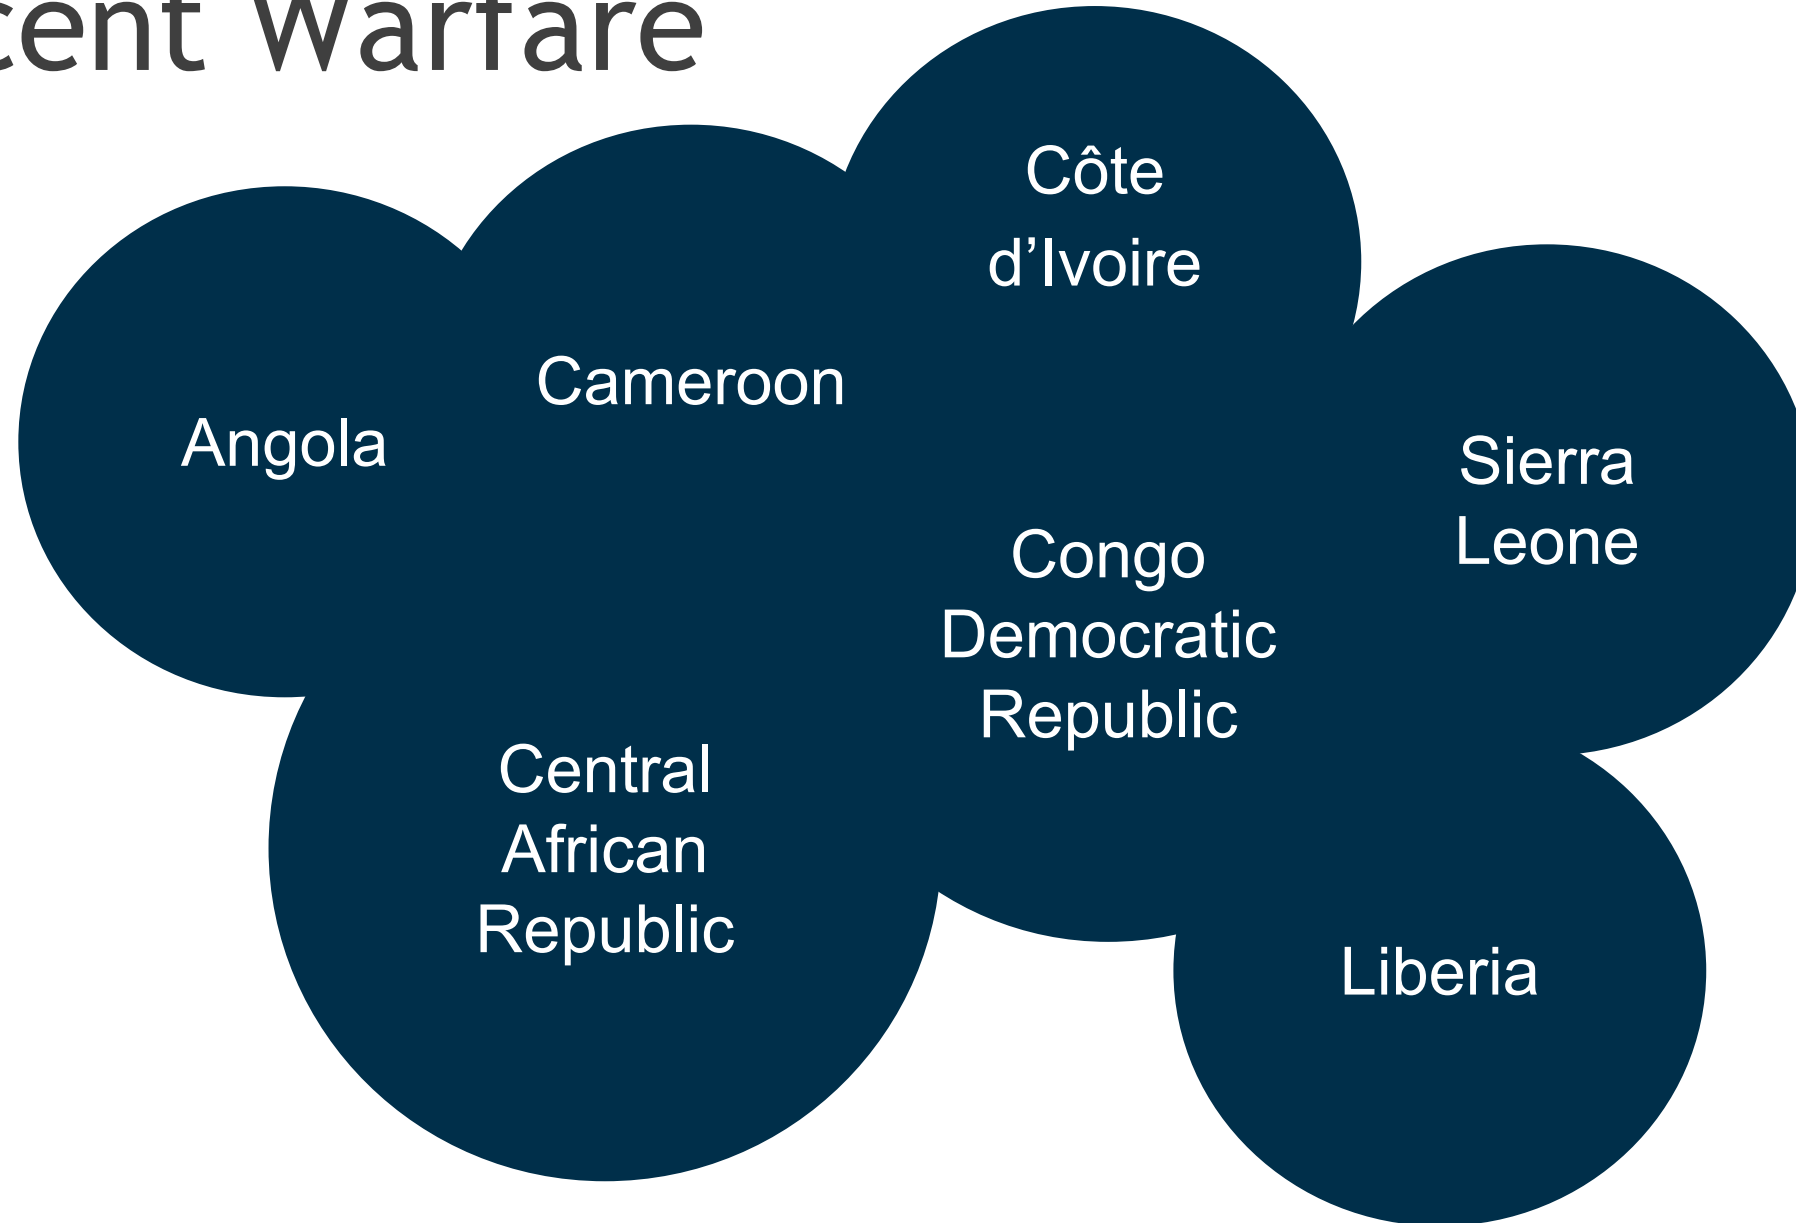 cent Warfare
Côte
d’Ivoire
Cameroon
Angola
Sierra
Leone
Congo
Democratic
Republic
Central
African
Republic
Liberia